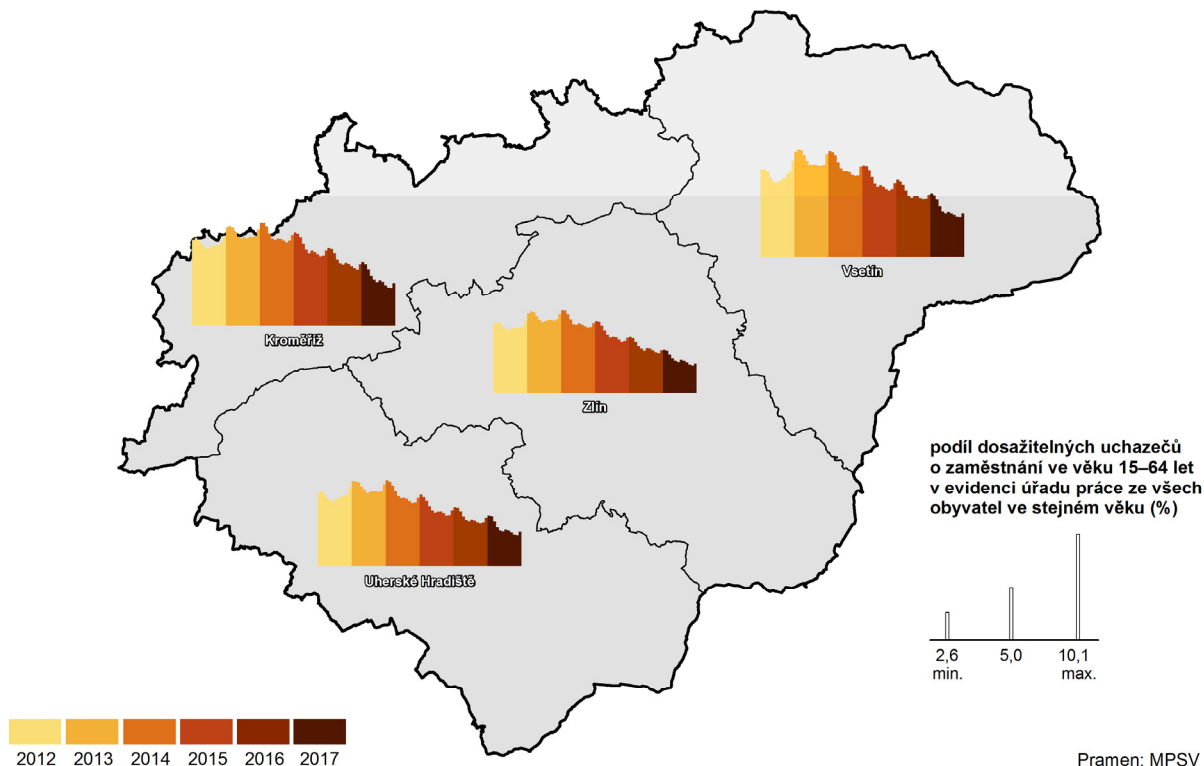 Vsetín
Kroměříž
Zlín
Uherské Hradiště
podíl dosažitelných uchazečů
o zaměstnání ve věku 15–64 let
v evidenci úřadu práce ze všech
obyvatel ve stejném věku (%)
2,6 5,0 10,1
min. max.
2012 2013 2014 2015 2016 2017
Pramen: MPSV